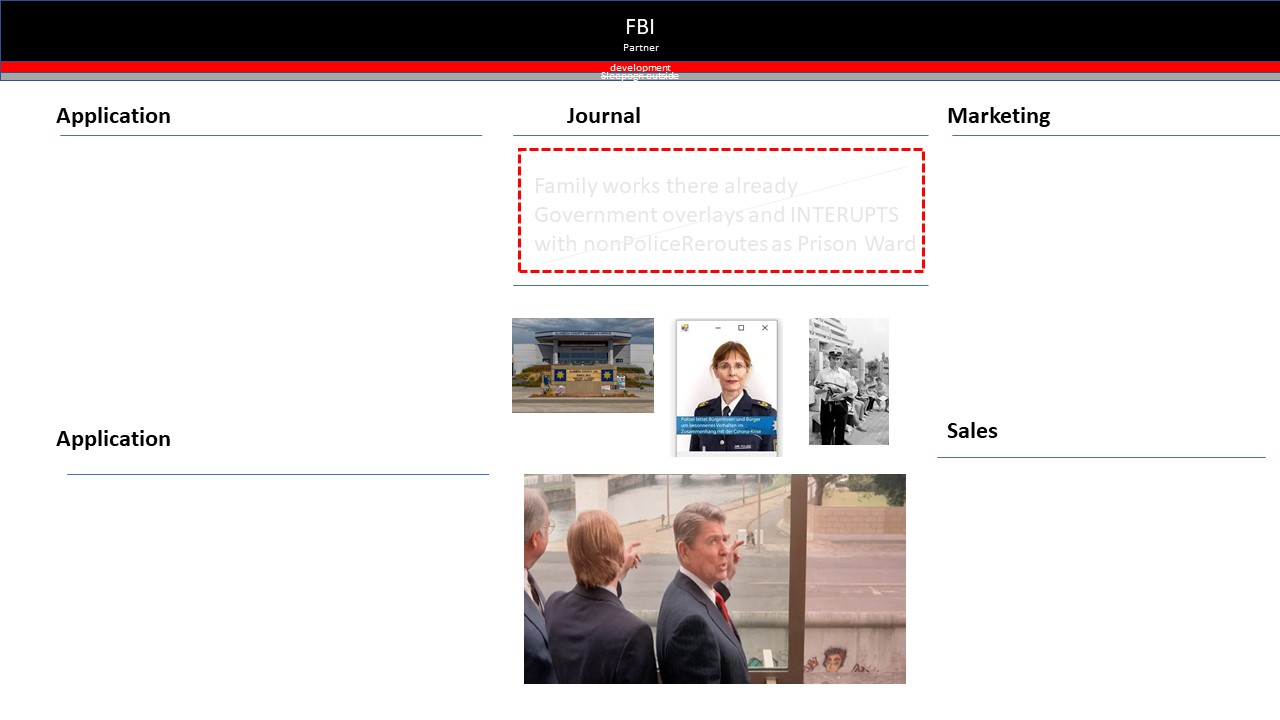 FBI
Partner
development
Sleepogn outside
Application
Journal
Marketing
Family works there already
Government overlays and INTERUPTS
with nonPoliceReroutes as Prison Ward
Polizei bittet Bürgerinnen und Bürger
um besonnenes Verhalten im
Zusammenhang mit der Corona-Krise
Application
Sales